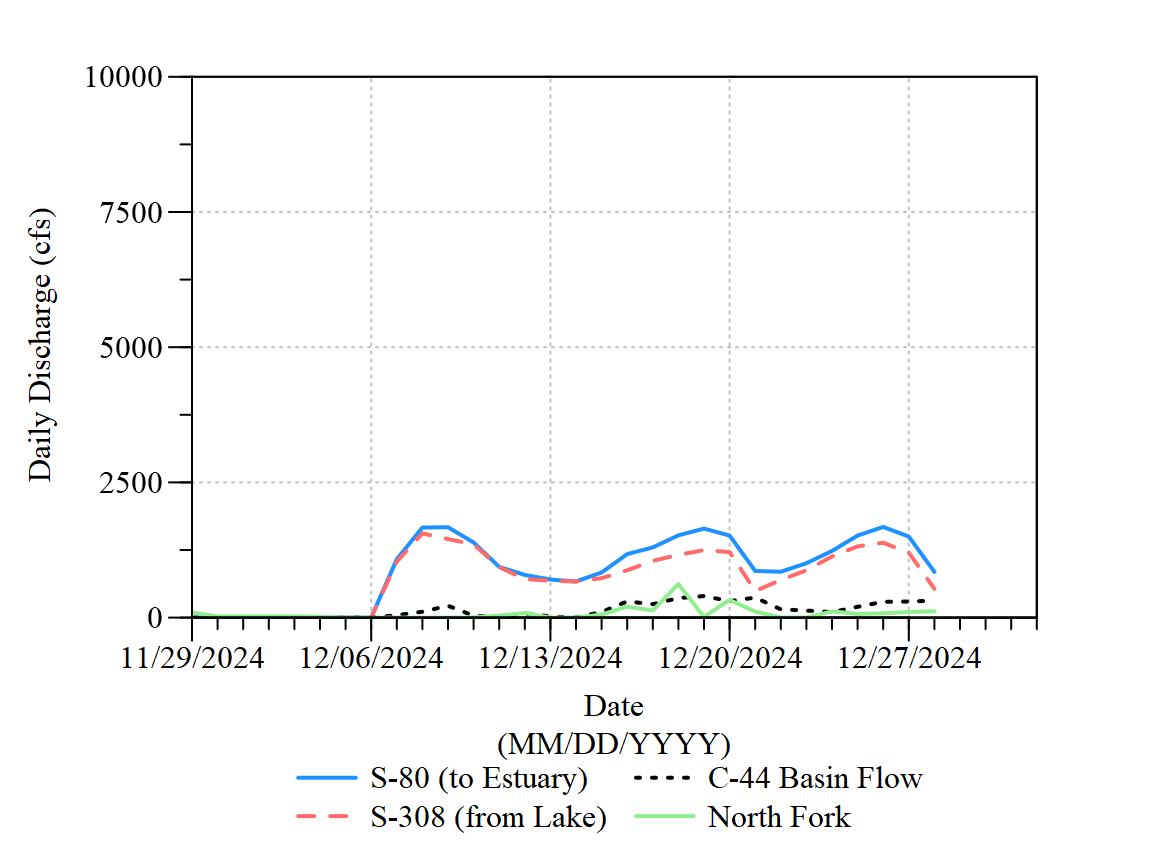 10000
7500
5000
2500
0
Daily Discharge (cfs)
11/29/2024 12/06/2024 12/13/2024 12/20/2024 12/27/2024
Date
(MM/DD/YYYY)
S-80 (to Estuary) C-44 Basin Flow
S-308 (from Lake) North Fork